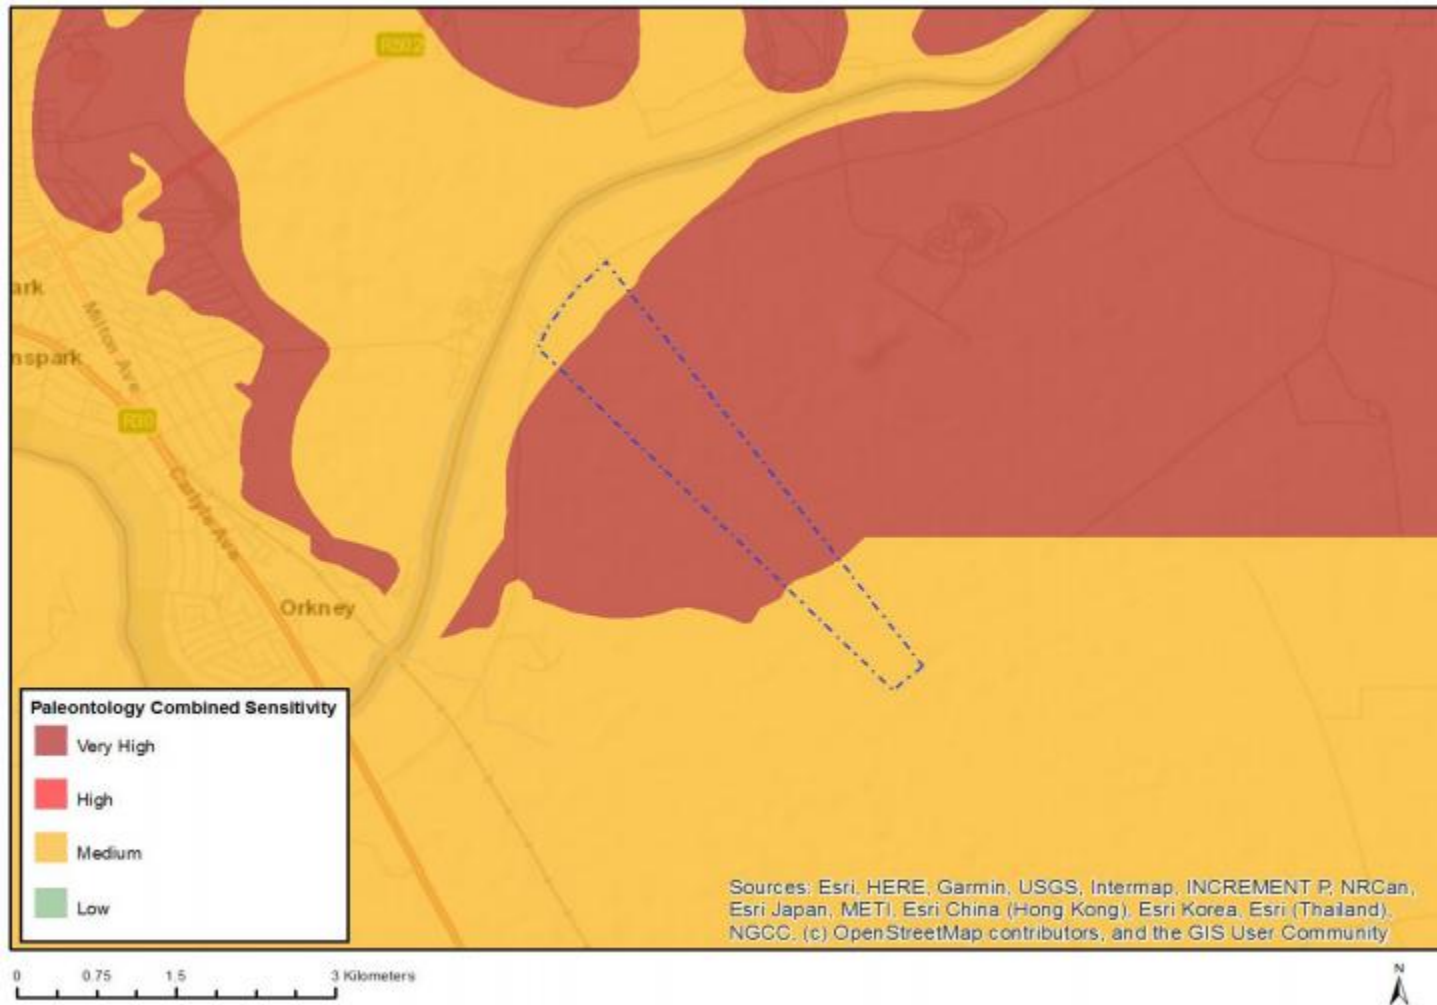 R502
ark
Milton Ave
nspark
R30
Carlyle Ave
Orkney
Paleontology Combined Sensitivity
Very High
High
Medium
Low
Sources: Esri, HERE, Garmin, USGS, Intermap, INCREMENT P, NRCan,
Esri Japan, METI, Esri China (Hong Kong), Esri Korea, Esri (Thailand),
NGCC, (c) OpenStreetMap contributors, and the GIS User Community
0 0.75 1.5 3 Kilometers
N